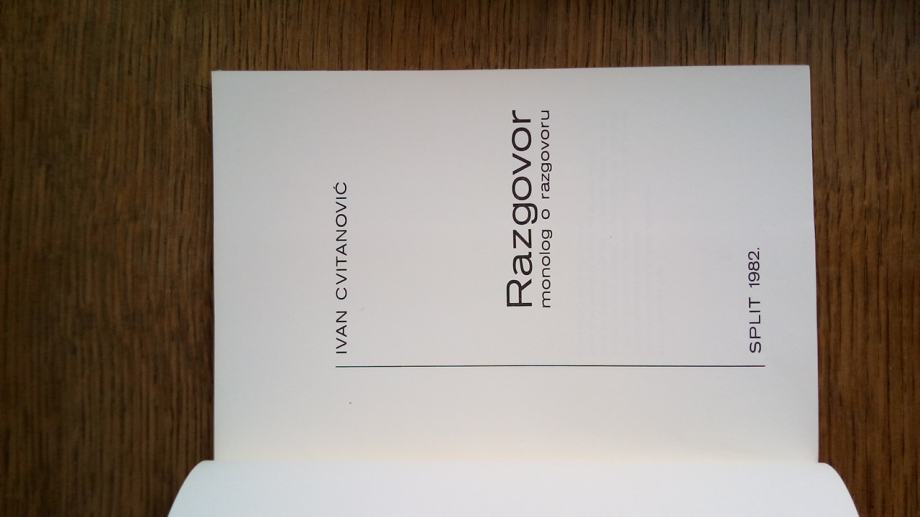 IVAN CVITANOVIĆ
Razgovor
monolog o razgovoru
SPLIT 1982.